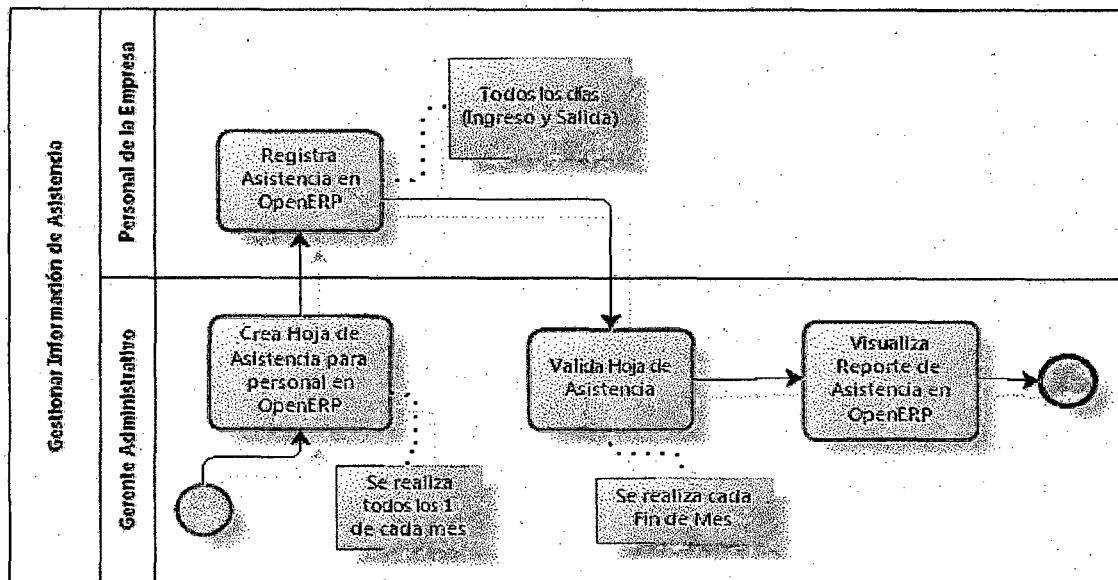 Gestionar Información de Asistencia
Personal de la Empresa
Todos los días
(Ingreso y Salida)
Registra
Asistencia en
OpenERP
Gerente Administrativo
Crea Hoja de
Asistencia para
personal en
OpenERP
Valida Hoja de
Asistencia
Visualiza
Reporte de
Asistencia en
OpenERP
Se realiza
todos los 1
de cada mes
Se realiza cada
Fin de Mes